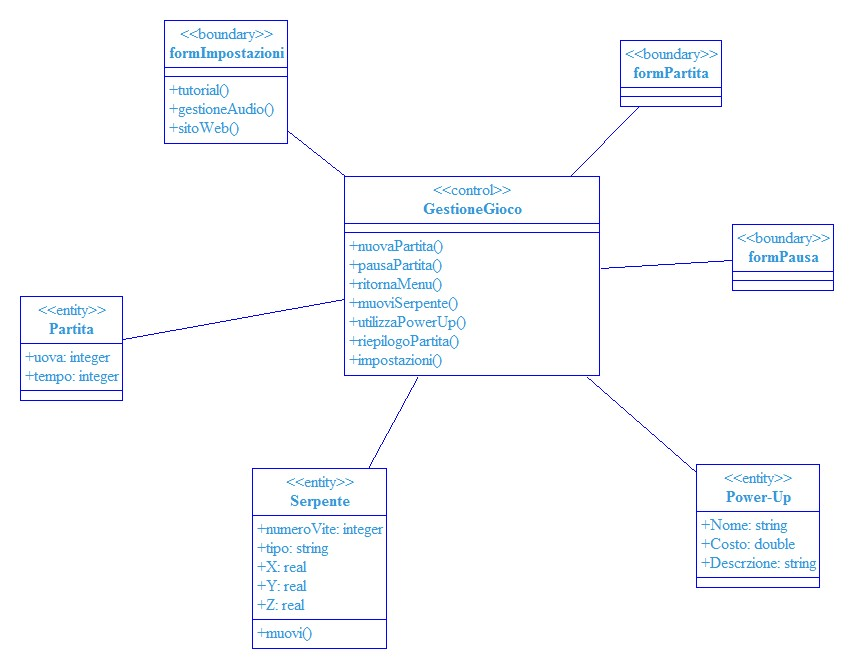 <<boundary>>
formImpostazioni
+tutorial()
+gestioneAudio()
+sitoWeb()
<<boundary>>
formPartita
<<control>>
GestioneGioco
+nuovaPartita()
+pausaPartita()
+ritornaMenu()
+muoviSerpente()
+utilizzaPowerUp()
+riepilogoPartita()
+impostazioni()
<<boundary>>
formPausa
<<entity>>
Partita
+uova: integer
+tempo: integer
<<entity>>
Serpente
+numeroVite: integer
+tipo: string
+X: real
+Y: real
+Z: real
+muovi()
<<entity>>
Power-Up
+Nome: string
+Costo: double
+Descrzione: string